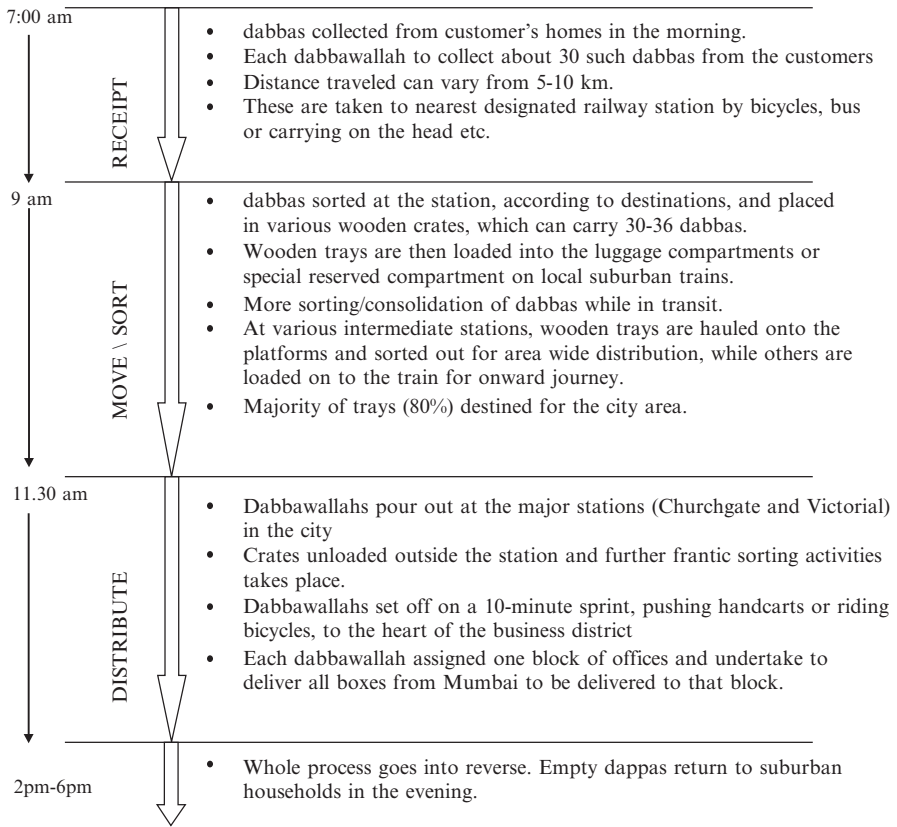 7:00 am
RECEIPT
• dabbas collected from customer's homes in the morning.
• Each dabbawallah to collect about 30 such dabbas from the customers
• Distance traveled can vary from 5-10 km.
• These are taken to nearest designated railway station by bicycles, bus
or carrying on the head etc.
9 am
MOVE \ SORT
• dabbas sorted at the station, according to destinations, and placed
in various wooden crates, which can carry 30-36 dabbas.
• Wooden trays are then loaded into the luggage compartments or
special reserved compartment on local suburban trains.
• More sorting/consolidation of dabbas while in transit.
• At various intermediate stations, wooden trays are hauled onto the
platforms and sorted out for area wide distribution, while others are
loaded on to the train for onward journey.
• Majority of trays (80%) destined for the city area.
11.30 am
DISTRIBUTE
• Dabbawallahs pour out at the major stations (Churchgate and Victorial)
in the city
• Crates unloaded outside the station and further frantic sorting activities
takes place.
• Dabbawallahs set off on a 10-minute sprint, pushing handcarts or riding
bicycles, to the heart of the business district
• Each dabbawallah assigned one block of offices and undertake to
deliver all boxes from Mumbai to be delivered to that block.
2pm-6pm
• Whole process goes into reverse. Empty dappas return to suburban
households in the evening.